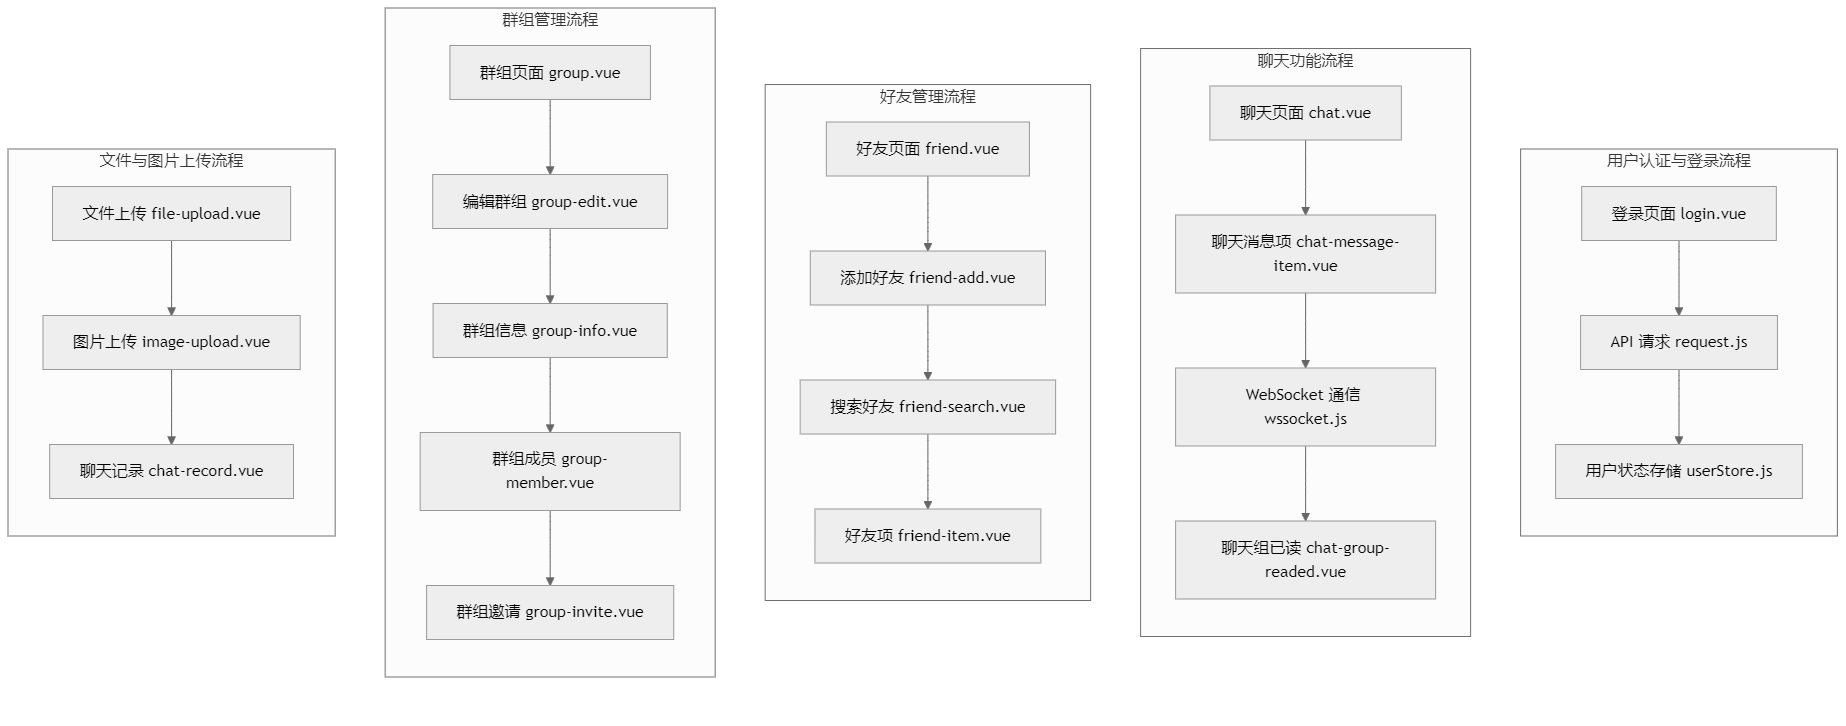 文件与图片上传流程
文件上传 file-upload.vue
图片上传 image-upload.vue
聊天记录 chat-record.vue
群组管理流程
群组页面 group.vue
编辑群组 group-edit.vue
群组信息 group-info.vue
群组成员 group-
member.vue
群组邀请 group-invite.vue
好友管理流程
好友页面 friend.vue
添加好友 friend-add.vue
搜索好友 friend-search.vue
好友项 friend-item.vue
聊天功能流程
聊天页面 chat.vue
聊天消息项 chat-message-
item.vue
WebSocket 通信
wssocket.js
聊天组已读 chat-group-
readed.vue
用户认证与登录流程
登录页面 login.vue
API 请求 request.js
用户状态存储 userStore.js